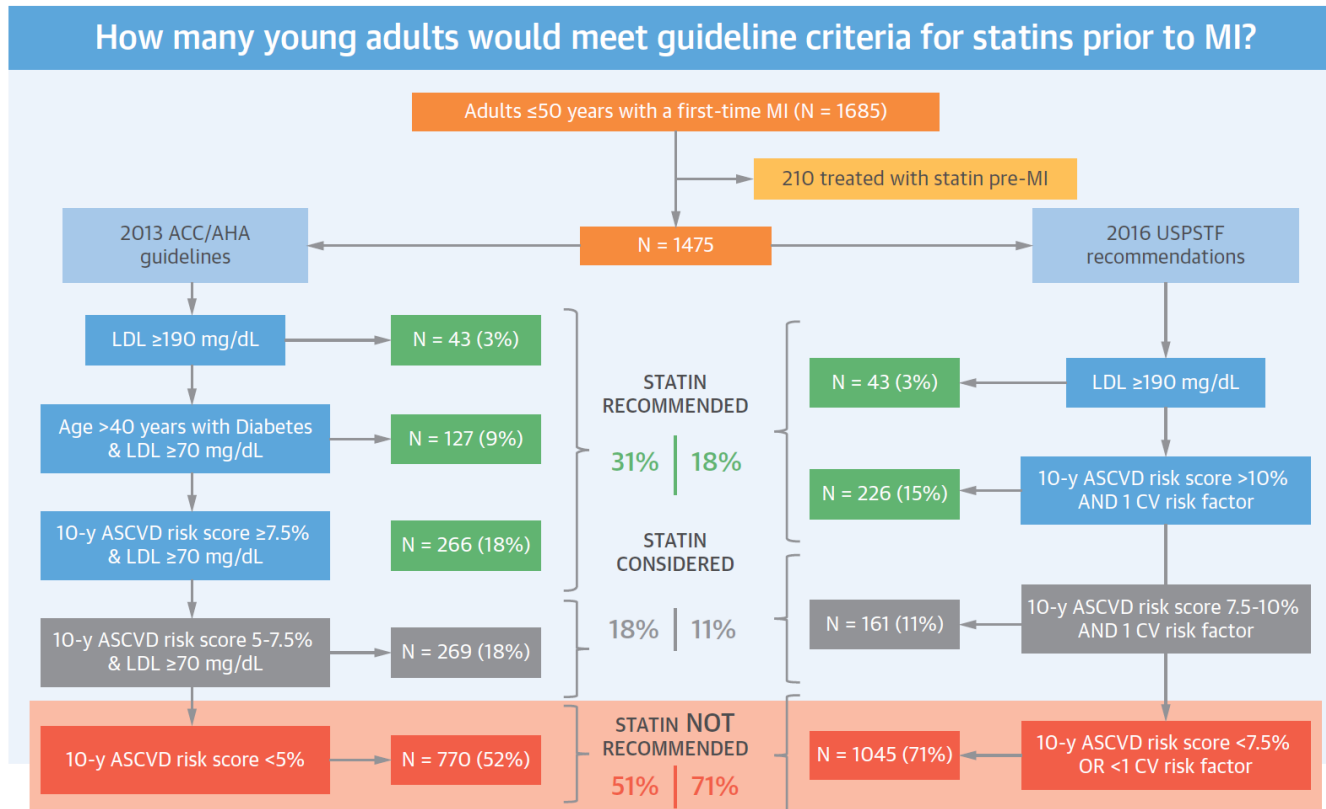 How many young adults would meet guideline criteria for statins prior to MI?
Adults ≤50 years with a first-time MI (N = 1685)
210 treated with statin pre-MI
N = 1475
2013 ACC/AHA
guidelines
LDL ≥190 mg/dL
N = 43 (3%)
Age >40 years with Diabetes
& LDL ≥70 mg/dL
N = 127 (9%)
10-y ASCVD risk score ≥7.5%
& LDL ≥70 mg/dL
N = 266 (18%)
10-y ASCVD risk score 5-7.5%
& LDL ≥70 mg/dL
N = 269 (18%)
10-y ASCVD risk score <5%
N = 770 (52%)
STATIN
RECOMMENDED
31% 18%
STATIN
CONSIDERED
18% 11%
STATIN NOT
RECOMMENDED
51% 71%
2016 USPSTF
recommendations
N = 43 (3%)
LDL ≥190 mg/dL
N = 226 (15%)
10-y ASCVD risk score >10%
AND 1 CV risk factor
N = 161 (11%)
10-y ASCVD risk score 7.5-10%
AND 1 CV risk factor
N = 1045 (71%)
10-y ASCVD risk score <7.5%
OR <1 CV risk factor